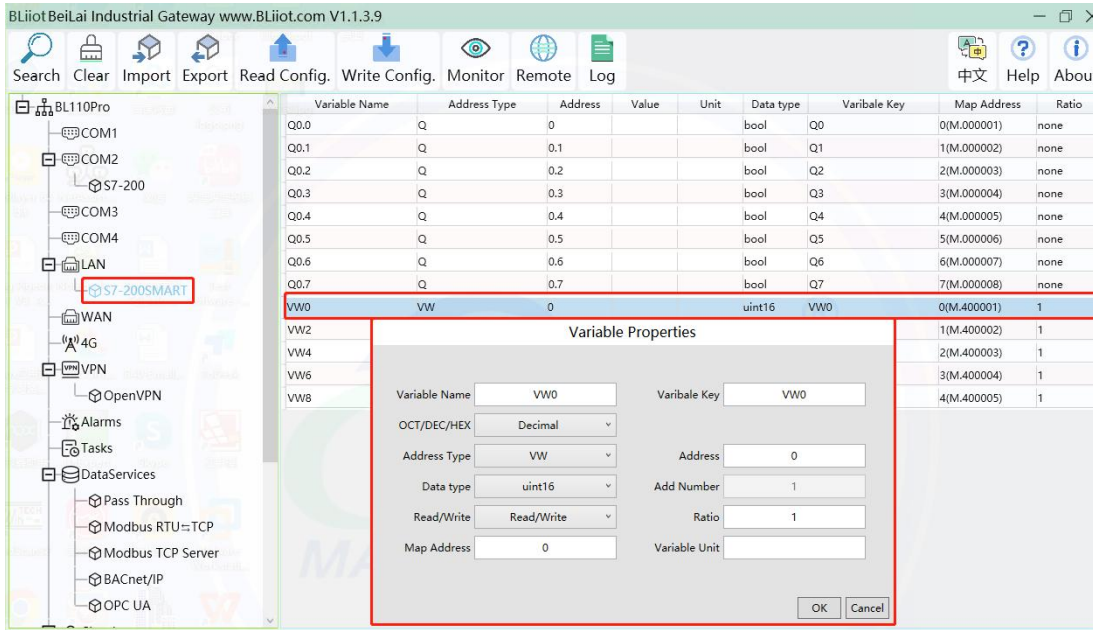 BLiiot BeiLai Industrial Gateway www.BLiiot.com V1.1.3.9
Search Clear Import Export Read Config. Write Config. Monitor Remote Log 中文 Help Abou
BL110Pro
COM1
COM2
S7-200
COM3
COM4
LAN
S7-200SMART
WAN
4G
VPN
OpenVPN
Alarms
Tasks
DataServices
Pass Through
Modbus RTU⇆TCP
Modbus TCP Server
BACnet/IP
OPC UA
Variable Name Address Type Address Value Unit Data type Varibale Key Map Address Ratio
Q0.0 Q 0 bool Q0 0(M.000001) none
Q0.1 Q 0.1 bool Q1 1(M.000002) none
Q0.2 Q 0.2 bool Q2 2(M.000003) none
Q0.3 Q 0.3 bool Q3 3(M.000004) none
Q0.4 Q 0.4 bool Q4 4(M.000005) none
Q0.5 Q 0.5 bool Q5 5(M.000006) none
Q0.6 Q 0.6 bool Q6 6(M.000007) none
Q0.7 Q 0.7 bool Q7 7(M.000008) none
VW0 VW 0 uint16 VW0 0(M.400001) 1
VW2 1(M.400002) 1
VW4 2(M.400003) 1
VW6 3(M.400004) 1
VW8 4(M.400005) 1
Variable Properties
Variable Name VW0 Varibale Key VW0
OCT/DEC/HEX Decimal
Address Type VW Address 0
Data type uint16 Add Number 1
Read/Write Read/Write Ratio 1
Map Address 0 Variable Unit
OK Cancel